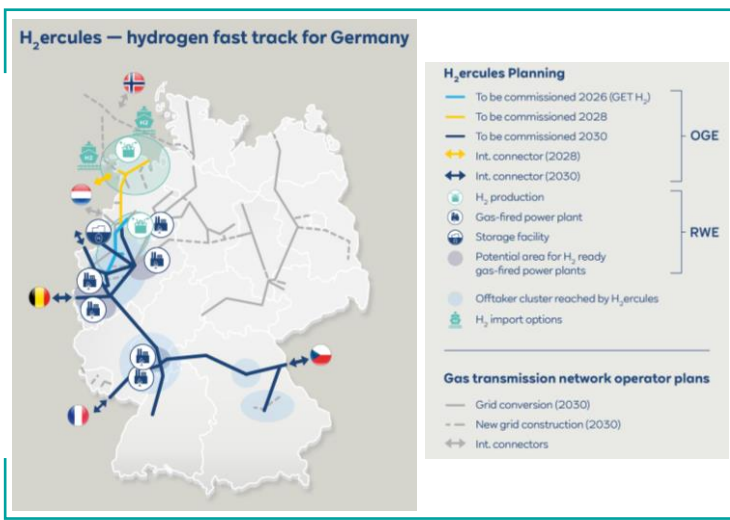 H₂ercules — hydrogen fast track for Germany
H2
H2
H₂ercules Planning
To be commissioned 2026 (GET H₂)
To be commissioned 2028
To be commissioned 2030
Int. connector (2028)
Int. connector (2030)
OGE
H₂ production
Gas-fired power plant
Storage facility
Potential area for H₂ ready
gas-fired power plants
RWE
Offtaker cluster reached by H₂ercules
H₂ import options
Gas transmission network operator plans
Grid conversion (2030)
New grid construction (2030)
Int. connectors